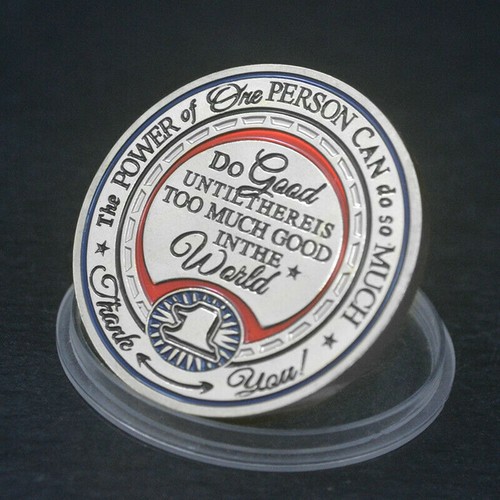 The POWER of One PERSON CAN do so MUCH
Do Good
UNTIL THERE IS
TOO MUCH GOOD
IN THE
World
Thank You!